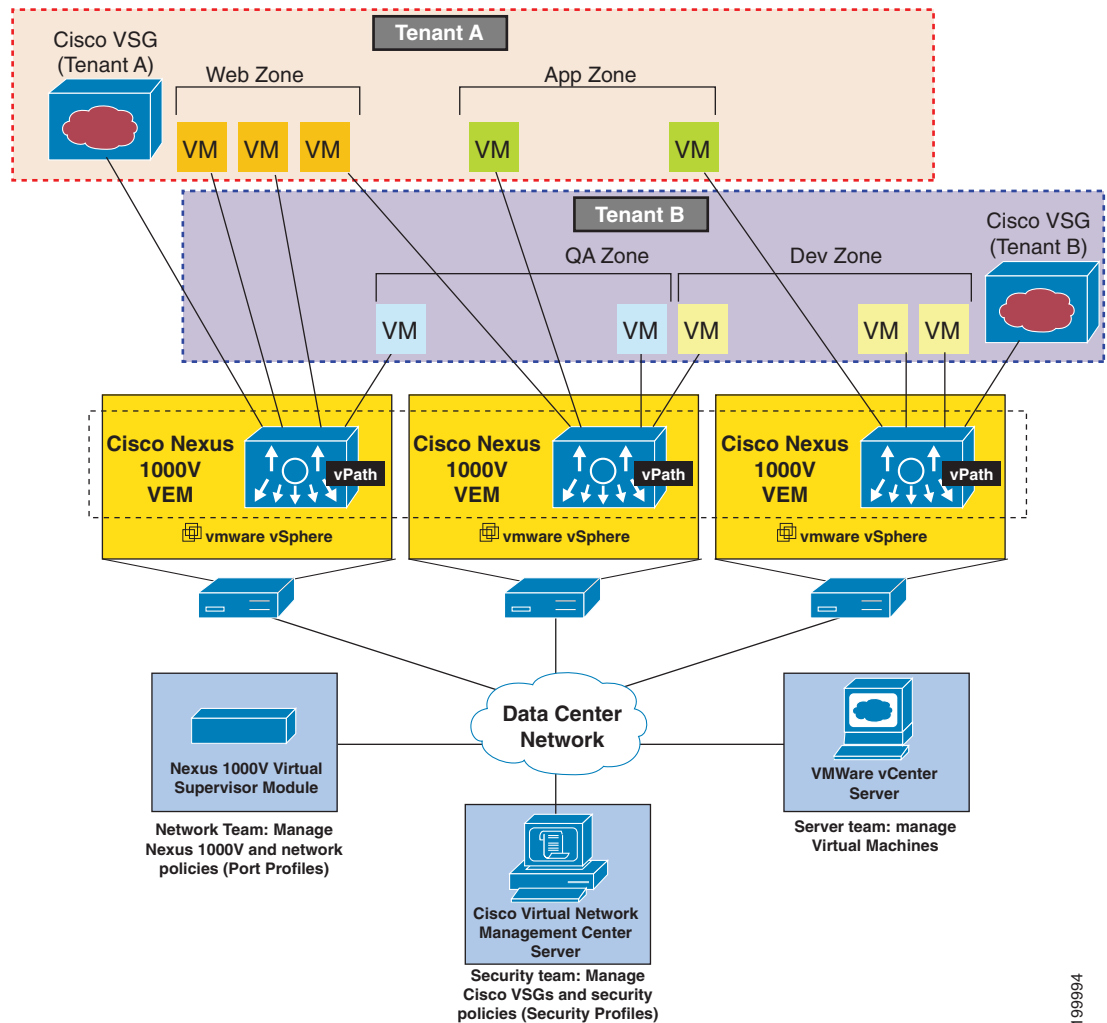 Tenant A
Cisco VSG
(Tenant A)
Web Zone
App Zone
VM
VM
VM
VM
VM
Tenant B
Cisco VSG
(Tenant B)
QA Zone
Dev Zone
VM
VM
VM
VM
VM
Cisco Nexus
1000V
VEM
vPath
vmware vSphere
Cisco Nexus
1000V
VEM
vPath
vmware vSphere
Cisco Nexus
1000V
VEM
vPath
vmware vSphere
Data Center
Network
Nexus 1000V Virtual
Supervisor Module
Network Team: Manage
Nexus 1000V and network
policies (Port Profiles)
VMWare vCenter
Server
Server team: manage
Virtual Machines
Cisco Virtual Network
Management Center
Server
Security team: Manage
Cisco VSGs and security
policies (Security Profiles)
199994